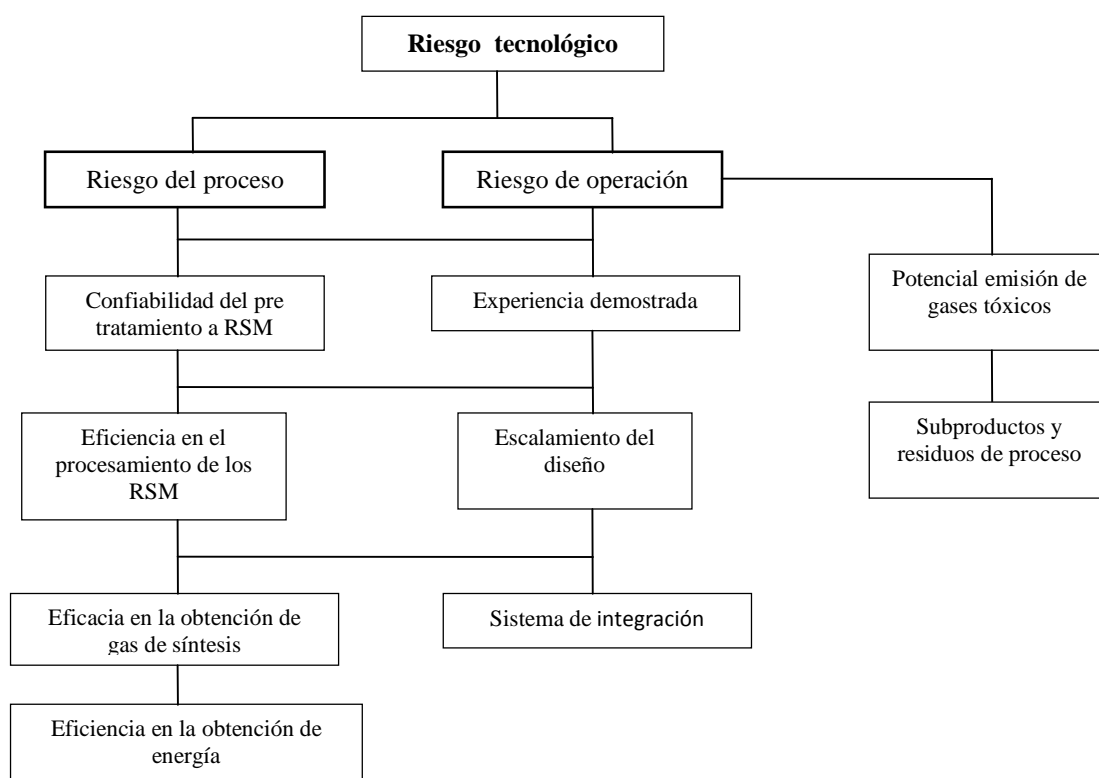 Riesgo tecnológico
Riesgo del proceso
Riesgo de operación
Confiabilidad del pre
tratamiento a RSM
Experiencia demostrada
Potencial emisión de
gases tóxicos
Eficiencia en el
procesamiento de los
RSM
Escalamiento del
diseño
Subproductos y
residuos de proceso
Eficacia en la obtención de
gas de síntesis
Sistema de integración
Eficiencia en la obtención de
energía